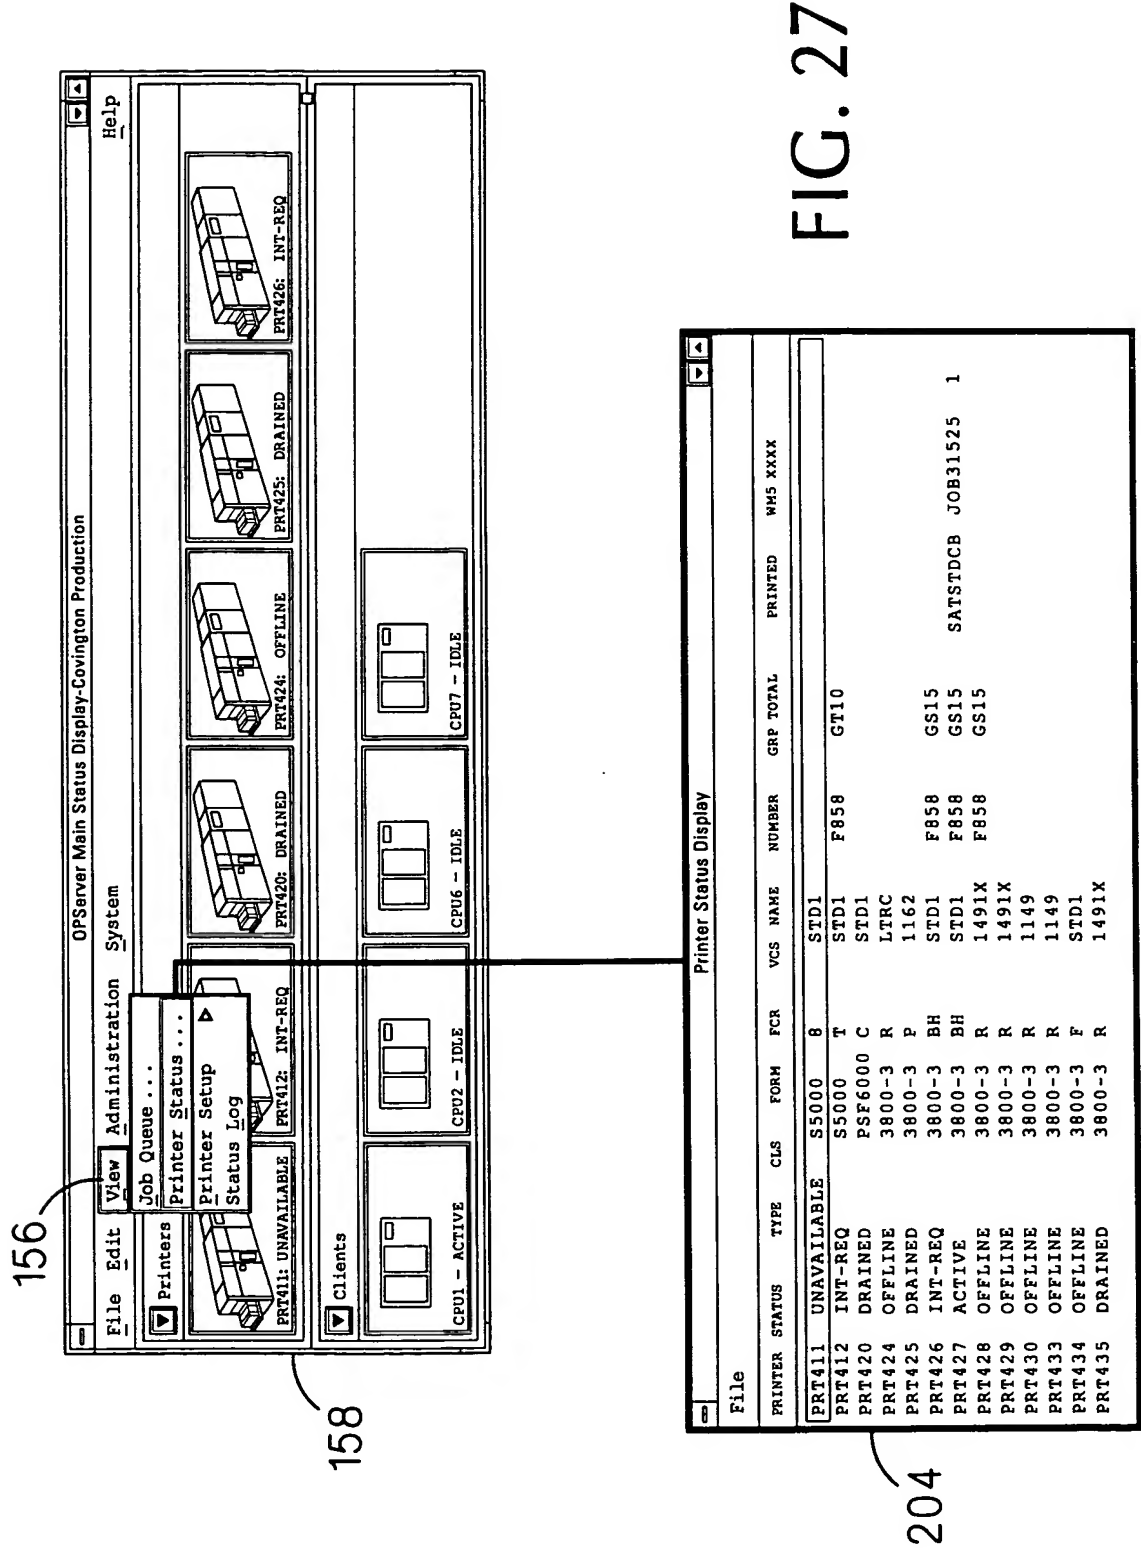 156
OPServer Main Status Display-Covington Production
File Edit View Administration System Help
Job Queue ...
Printer Status...
Printer Setup
Status Log
Printers
PRT411: UNAVAILABLE
PRT412: INT-REQ
PRT420: DRAINED
PRT424: OFFLINE
PRT425: DRAINED
PRT426: INT-REQ
Clients
CPU1 - ACTIVE
CPU2 - IDLE
CPU6 - IDLE
CPU7 - IDLE
158
Printer Status Display
File
PRINTER STATUS TYPE CLS FORM FCR VCS NAME NUMBER GRP TOTAL PRINTED WM5 XXXX
PRT411 UNAVAILABLE S5000 8 STD1
PRT412 INT-REQ S5000 T STD1 F858 GT10
PRT420 DRAINED PSF6000 C STD1
PRT424 OFFLINE 3800-3 R LTRC
PRT425 DRAINED 3800-3 P 1162
PRT426 INT-REQ 3800-3 BH STD1 F858 GS15
PRT427 ACTIVE 3800-3 BH STD1 F858 GS15 SATSTDCB JOB31525 1
PRT428 OFFLINE 3800-3 R 1491X F858 GS15
PRT429 OFFLINE 3800-3 R 1491X
PRT430 OFFLINE 3800-3 R 1149
PRT433 OFFLINE 3800-3 R 1149
PRT434 OFFLINE 3800-3 F STD1
PRT435 DRAINED 3800-3 R 1491X
204
FIG. 27